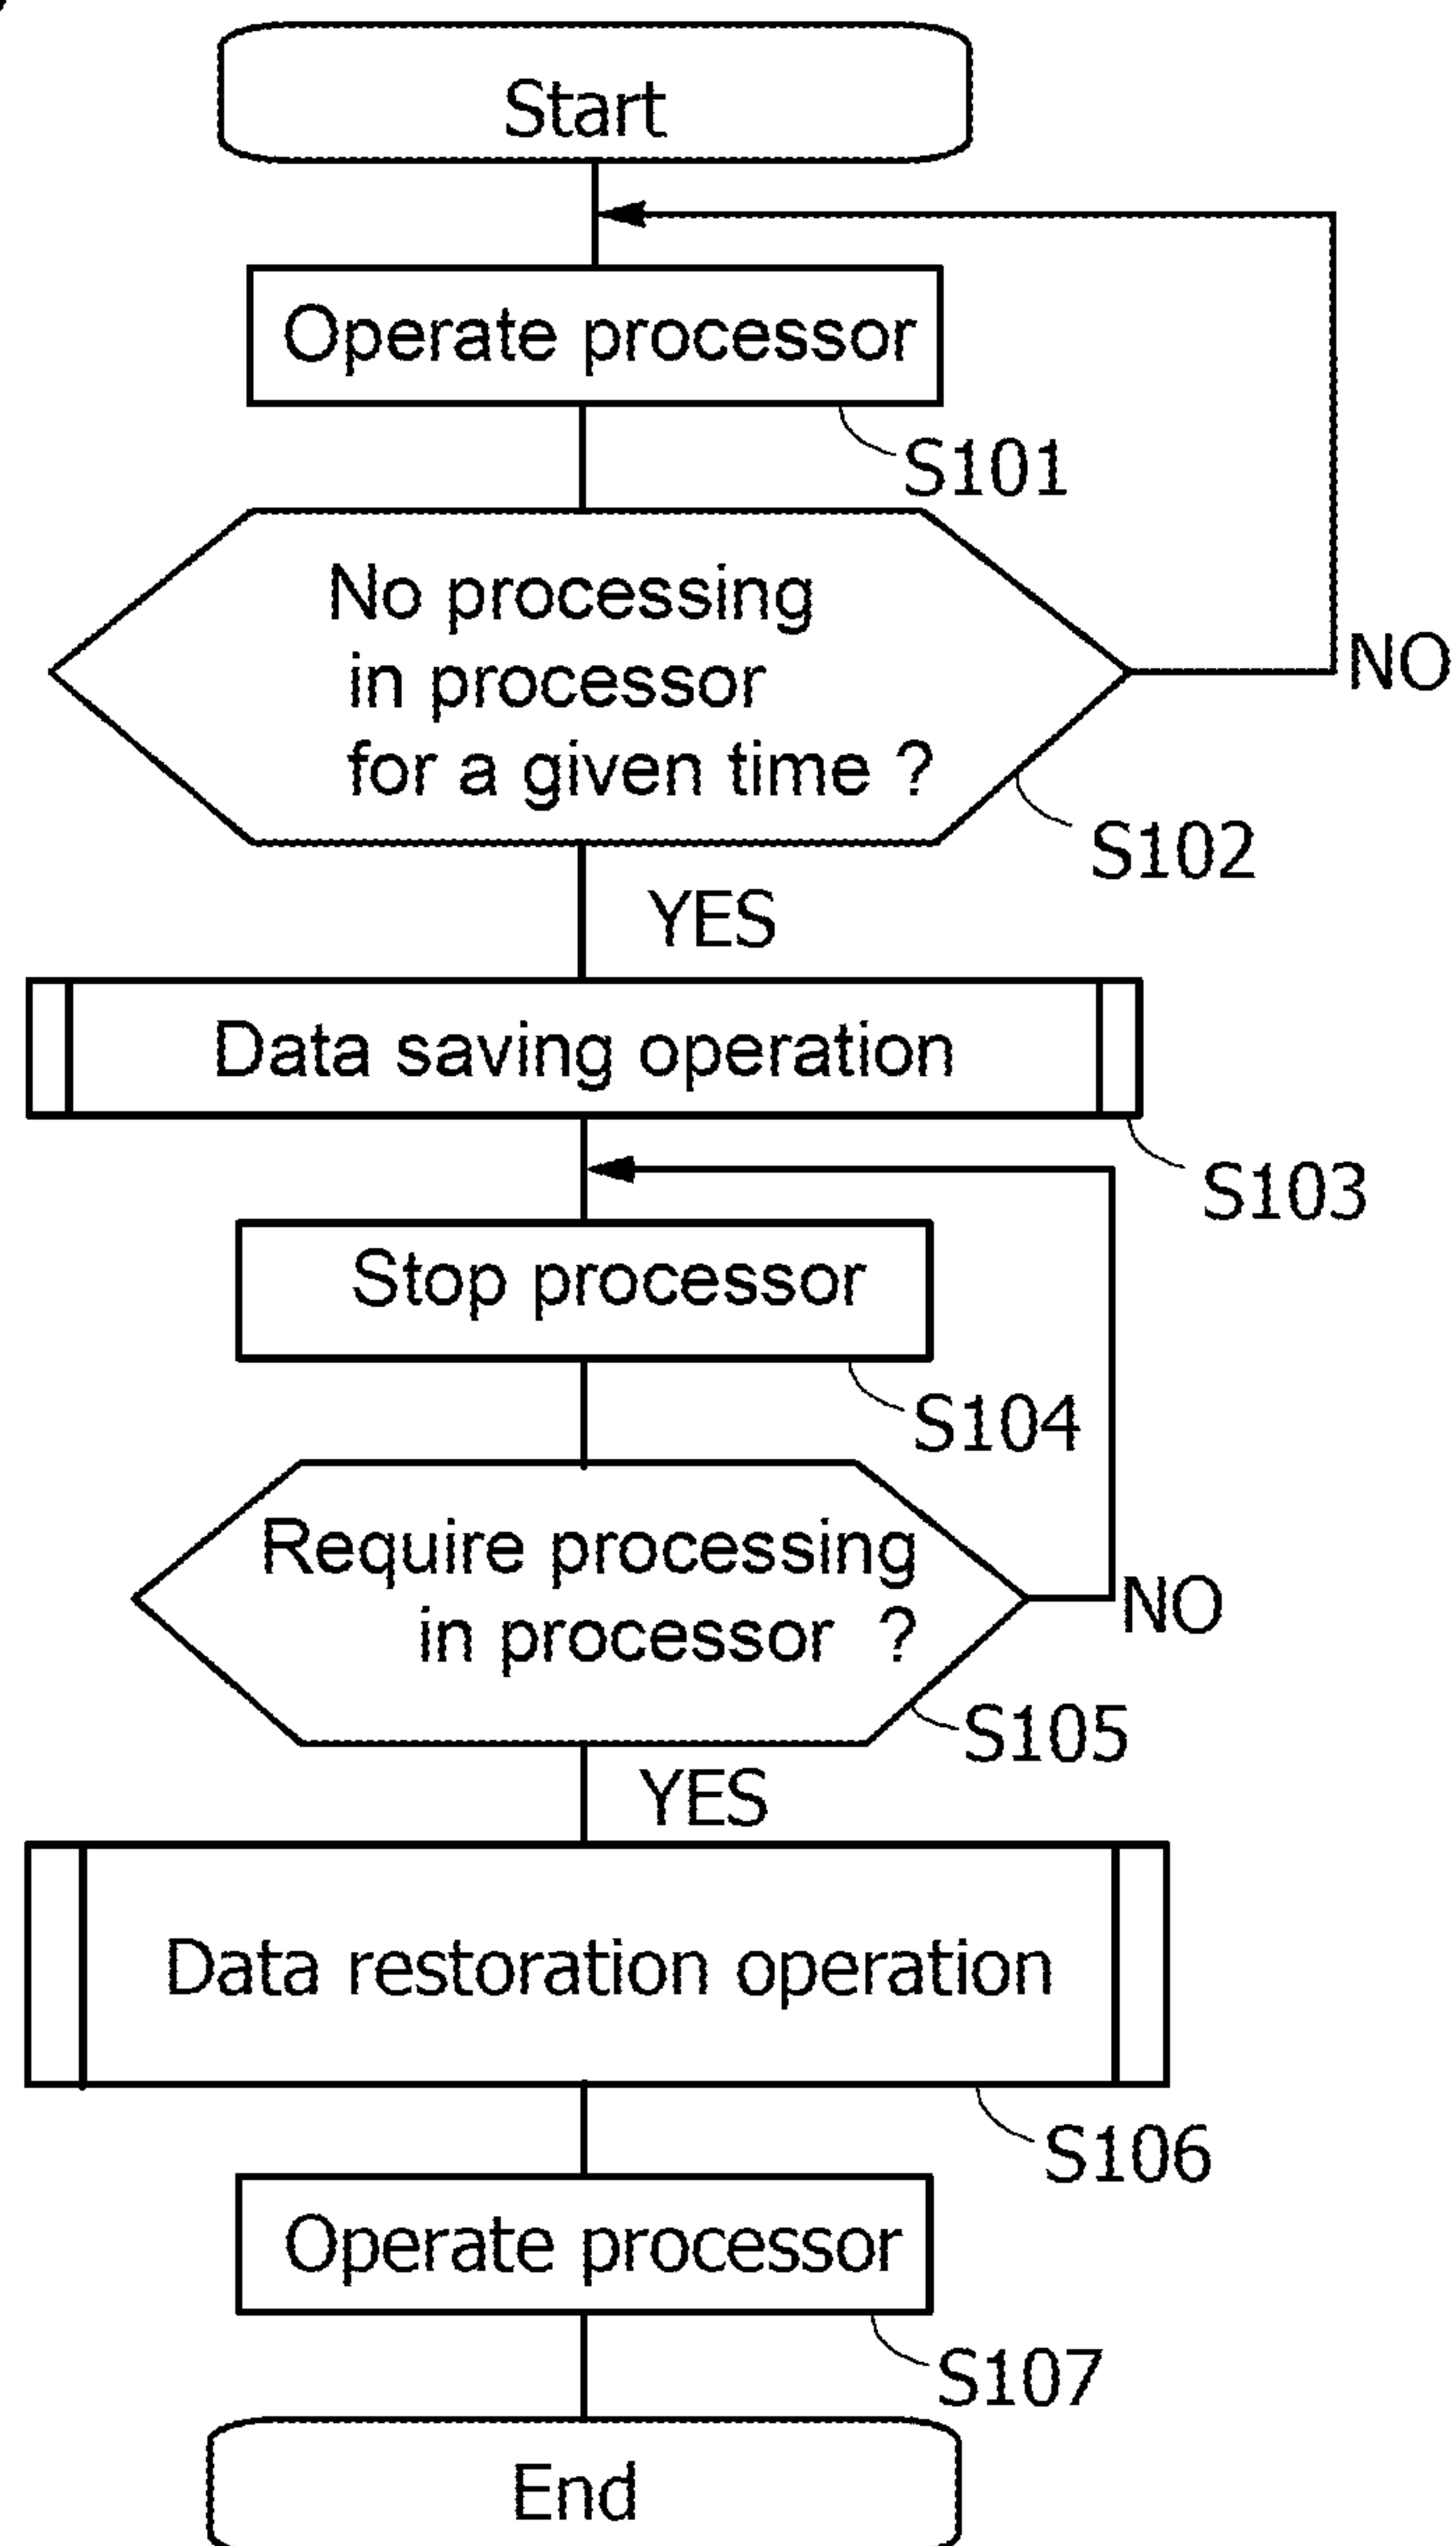 Start
Operate processor
S101
No processing
in processor
for a given time ?
NO
S102
YES
Data saving operation
S103
Stop processor
S104
Require processing
in processor ?
NO
S105
YES
Data restoration operation
S106
Operate processor
S107
End